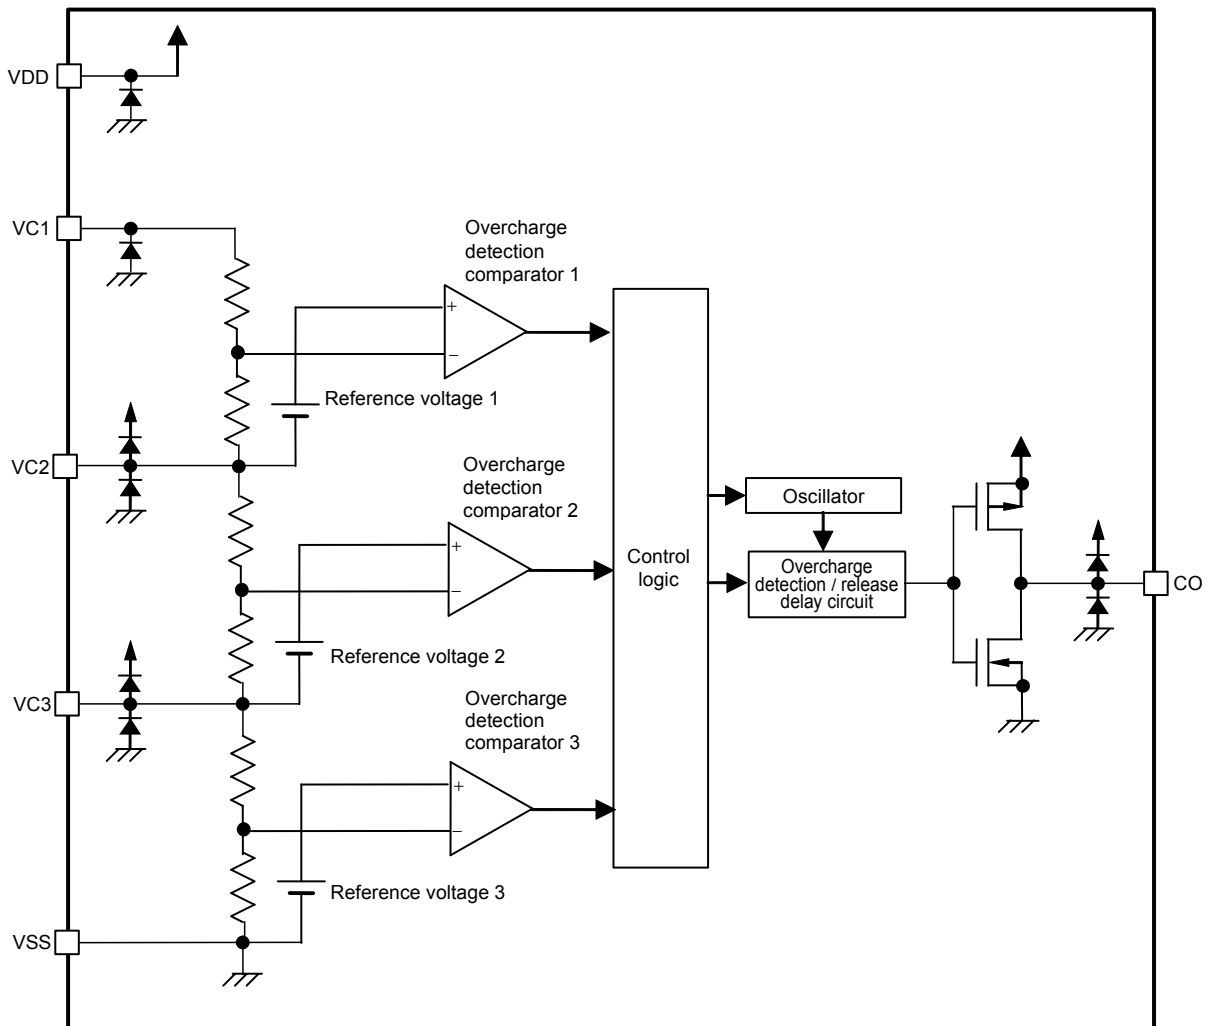 VDD
VC1
Overcharge
detection
comparator 1
+
−
Reference voltage 1
VC2
Overcharge
detection
comparator 2
+
−
Oscillator
Control
logic
Overcharge
detection / release
delay circuit
CO
Reference voltage 2
VC3
Overcharge
detection
comparator 3
+
−
Reference voltage 3
VSS